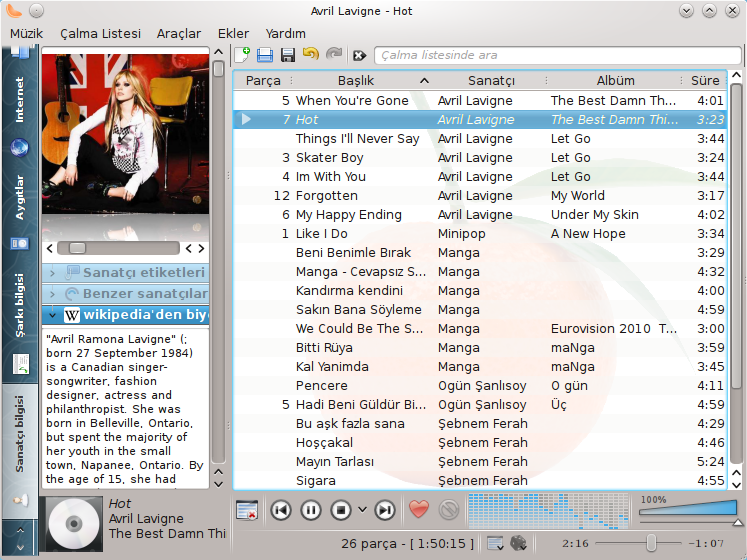 Avril Lavigne - Hot
Müzik Çalma Listesi Araçlar Ekler Yardım
Çalma listesinde ara
Internet
Aygıtlar
Şarkı bilgisi
Sanatçı bilgisi
Sanatçı etiketleri
Benzer sanatçılar
W wikipedia'den biy
"Avril Ramona Lavigne" (;
born 27 September 1984)
is a Canadian singer-
songwriter, fashion
designer, actress and
philanthropist. She was
born in Belleville, Ontario,
but spent the majority of
her youth in the small
town, Napanee, Ontario. By
the age of 15, she had
Parça Başlık Sanatçı Albüm Süre
5 When You're Gone Avril Lavigne The Best Damn Th... 4:01
7 Hot Avril Lavigne The Best Damn Thi... 3:23
Things I'll Never Say Avril Lavigne Let Go 3:44
3 Skater Boy Avril Lavigne Let Go 3:24
4 Im With You Avril Lavigne Let Go 3:44
12 Forgotten Avril Lavigne My World 3:17
6 My Happy Ending Avril Lavigne Under My Skin 4:02
1 Like I Do Minipop A New Hope 3:34
Beni Benimle Bırak Manga 3:29
Manga - Cevapsız S... Manga 4:32
Kandırma kendini Manga 4:00
Sakın Bana Söyleme Manga 4:59
We Could Be The S... Manga Eurovision 2010 T... 3:00
Bitti Rüya Manga maNga 3:59
Kal Yanimda Manga maNga 3:45
Pencere Ogün Şanlısoy O gün 4:11
5 Hadi Beni Güldür Bi... Ogün Şanlısoy Üç 4:59
Bu aşk fazla sana Şebnem Ferah 4:29
Hoşçakal Şebnem Ferah 4:46
Mayın Tarlası Şebnem Ferah 5:24
Sigara Şebnem Ferah 4:55
Hot
Avril Lavigne
The Best Damn Thi
100%
26 parça - [ 1:50:15 ]
2:16 -1:07